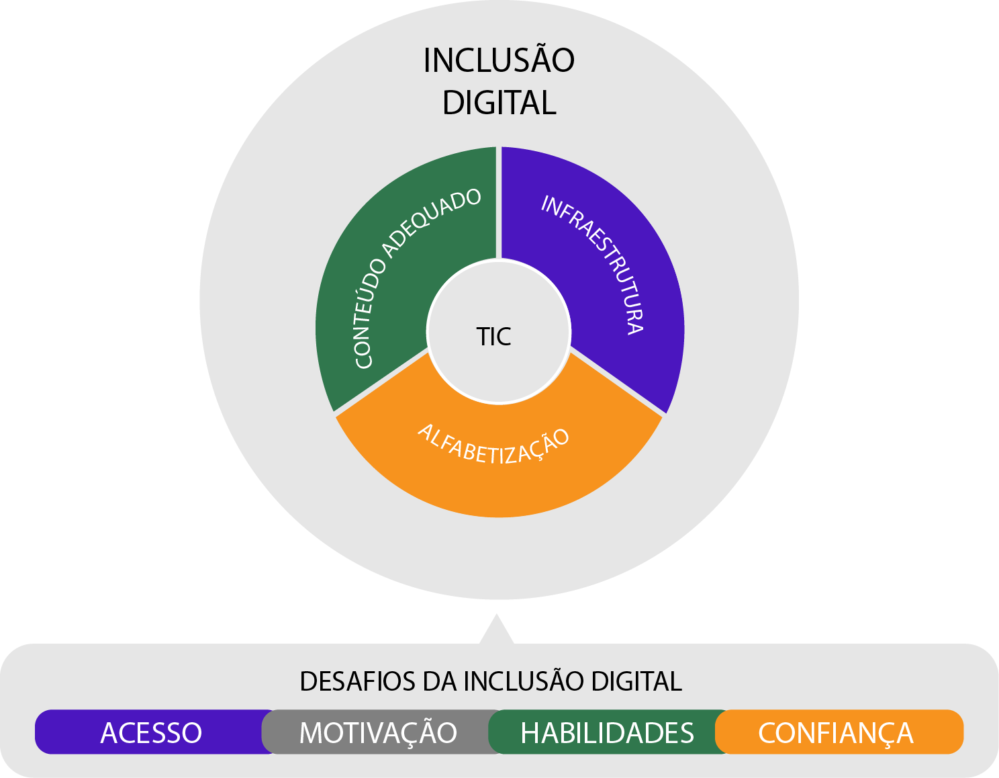 INCLUSÃO
DIGITAL
CONTEÚDO ADEQUADO
INFRAESTRUTURA
TIC
ALFABETIZAÇÃO
DESAFIOS DA INCLUSÃO DIGITAL
ACESSO
MOTIVAÇÃO
HABILIDADES
CONFIANÇA